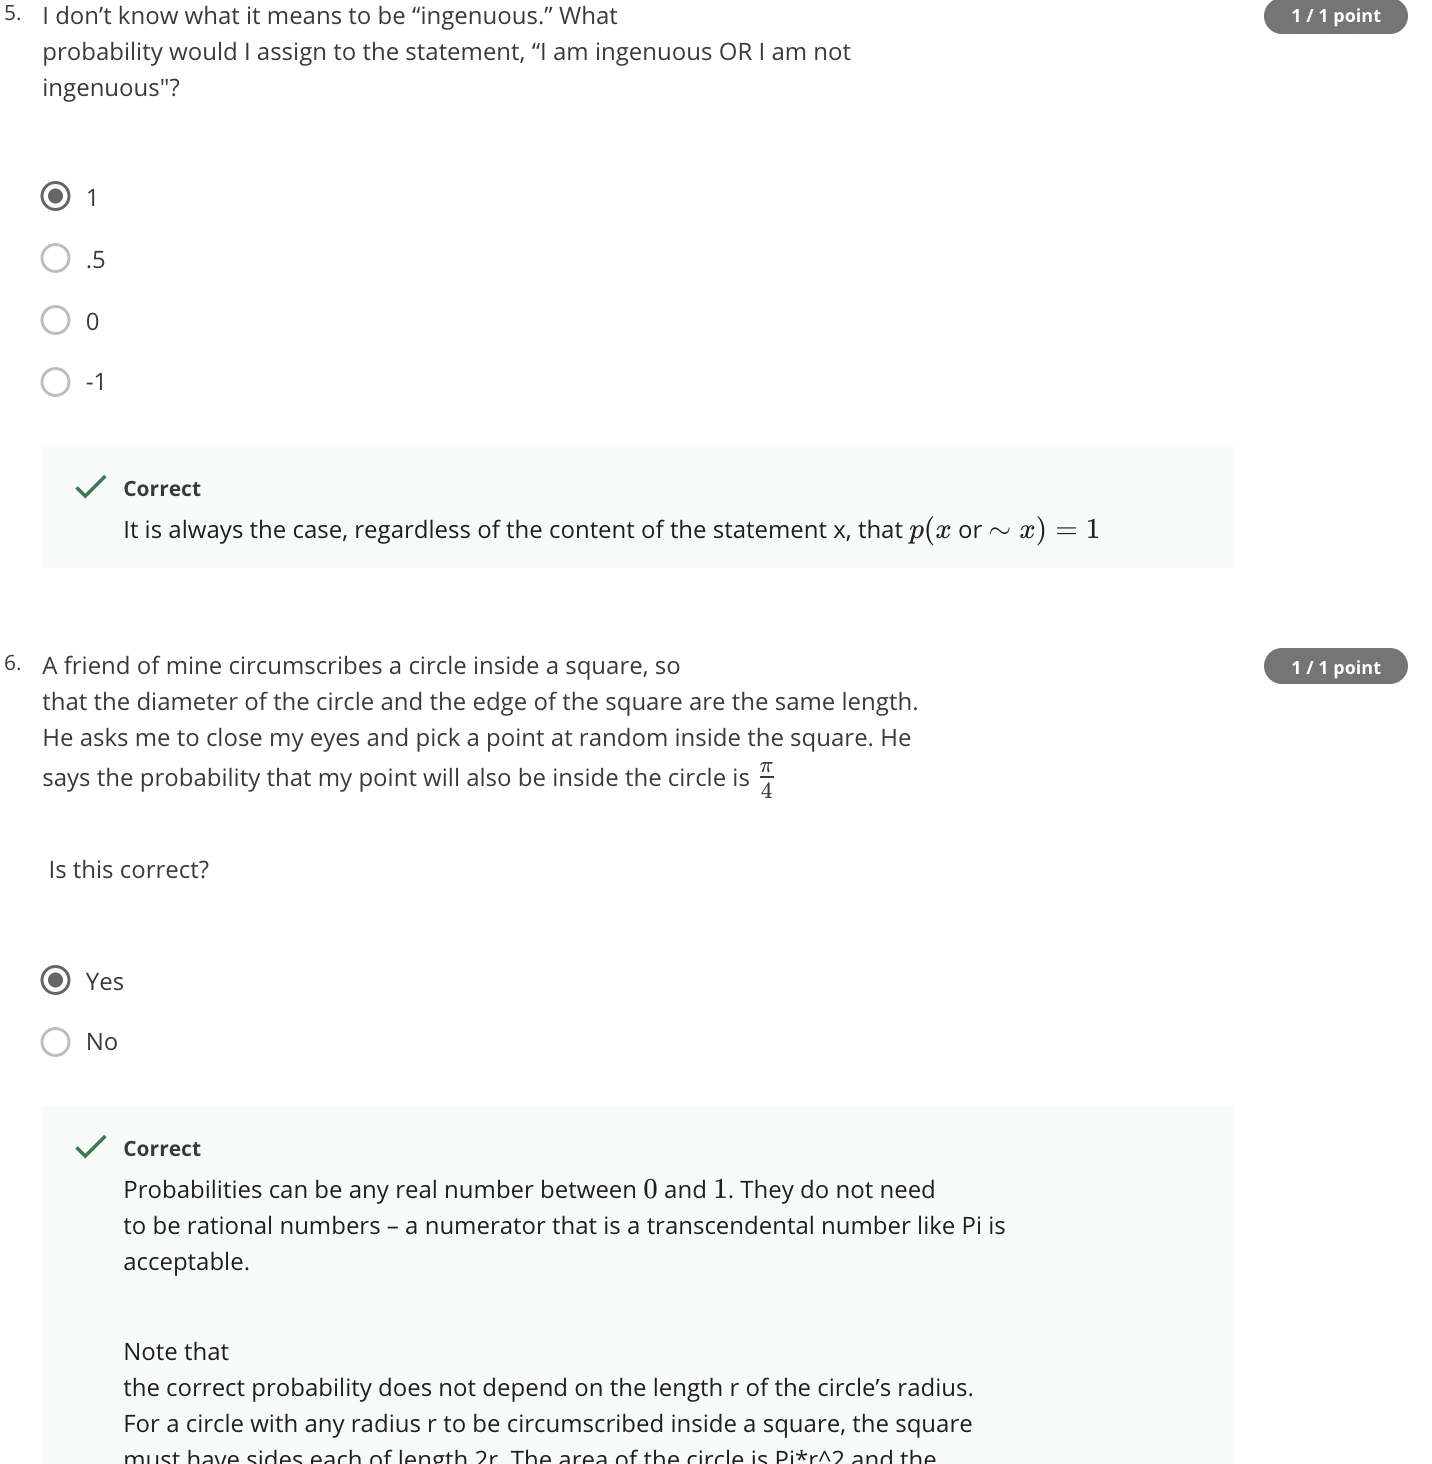 5. I don’t know what it means to be “ingenuous.” What
1 / 1 point
probability would I assign to the statement, “I am ingenuous OR I am not
ingenuous"?
1
.5
0
-1
Correct
It is always the case, regardless of the content of the statement x, that p(x or ∼ x) = 1
6. A friend of mine circumscribes a circle inside a square, so
1 / 1 point
that the diameter of the circle and the edge of the square are the same length.
He asks me to close my eyes and pick a point at random inside the square. He
says the probability that my point will also be inside the circle is π/4
Is this correct?
Yes
No
Correct
Probabilities can be any real number between 0 and 1. They do not need
to be rational numbers – a numerator that is a transcendental number like Pi is
acceptable.
Note that
the correct probability does not depend on the length r of the circle’s radius.
For a circle with any radius r to be circumscribed inside a square, the square
must have sides each of length 2r. The area of the circle is Pi*r^2 and the